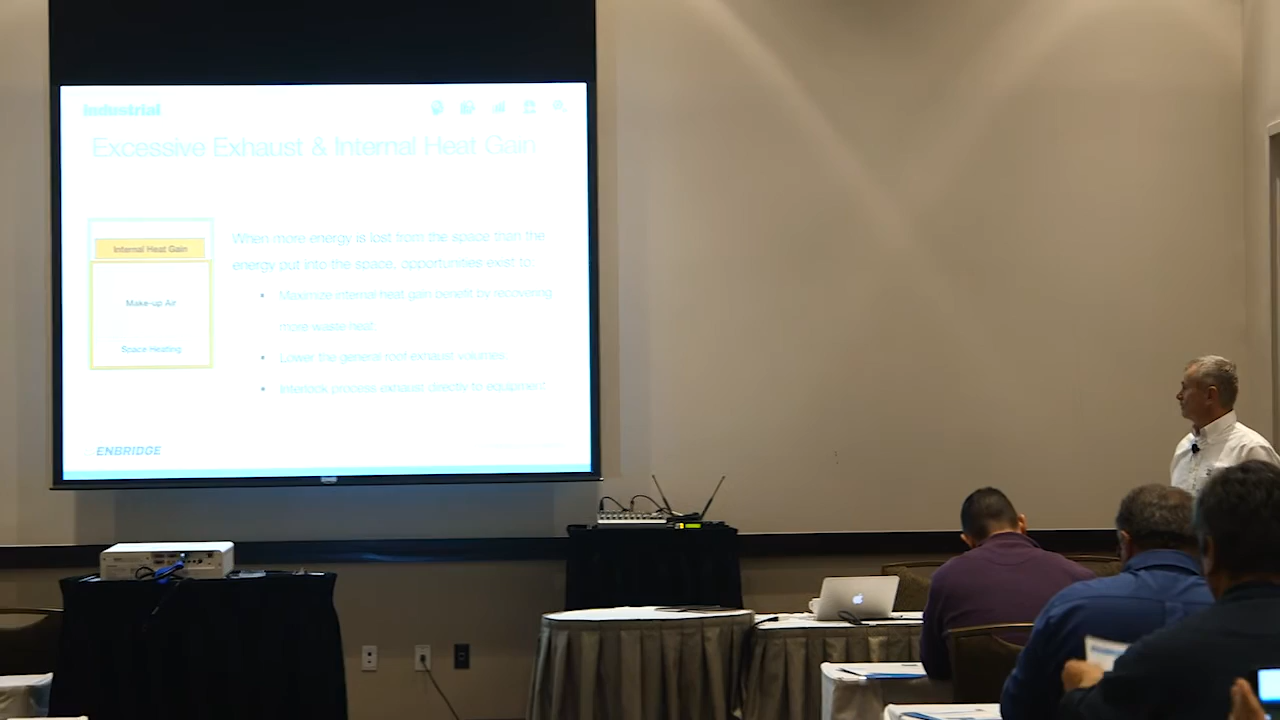 Industrial
Excessive Exhaust & Internal Heat Gain
Internal Heat Gain
Make-up Air
Space Heating
When more energy is lost from the space than the
energy put into the space, opportunities exist to:
• Maximize internal heat gain benefit by recovering
more waste heat.
• Lower the general roof exhaust volumes.
• Interlock process exhaust directly to equipment
ENBRIDGE